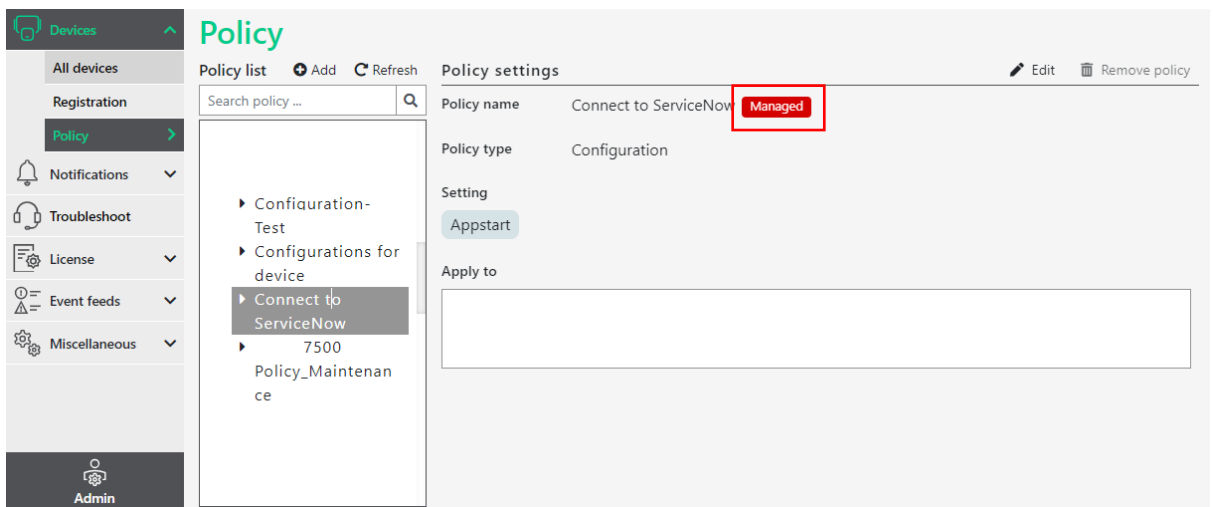 Devices
All devices
Registration
Policy
Notifications
Troubleshoot
License
Event feeds
Miscellaneous
Admin
Policy
Policy list Add Refresh
Search policy ...
Configuration-
Test
Configurations for
device
Connect to
ServiceNow
7500
Policy_Maintenan
ce
Policy settings Edit Remove policy
Policy name Connect to ServiceNow Managed
Policy type Configuration
Setting
Appstart
Apply to